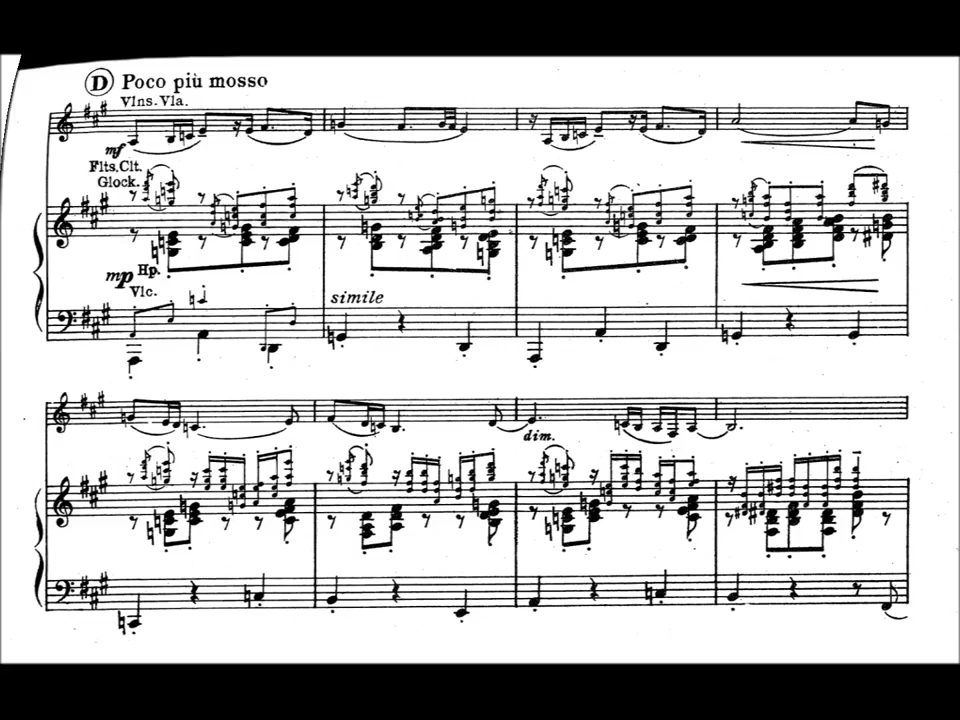 D Poco più mosso
Vlns. Vla.
mf
Flts. Clt.
Glock.
mp Hp.
Vlc.
simile
dim.